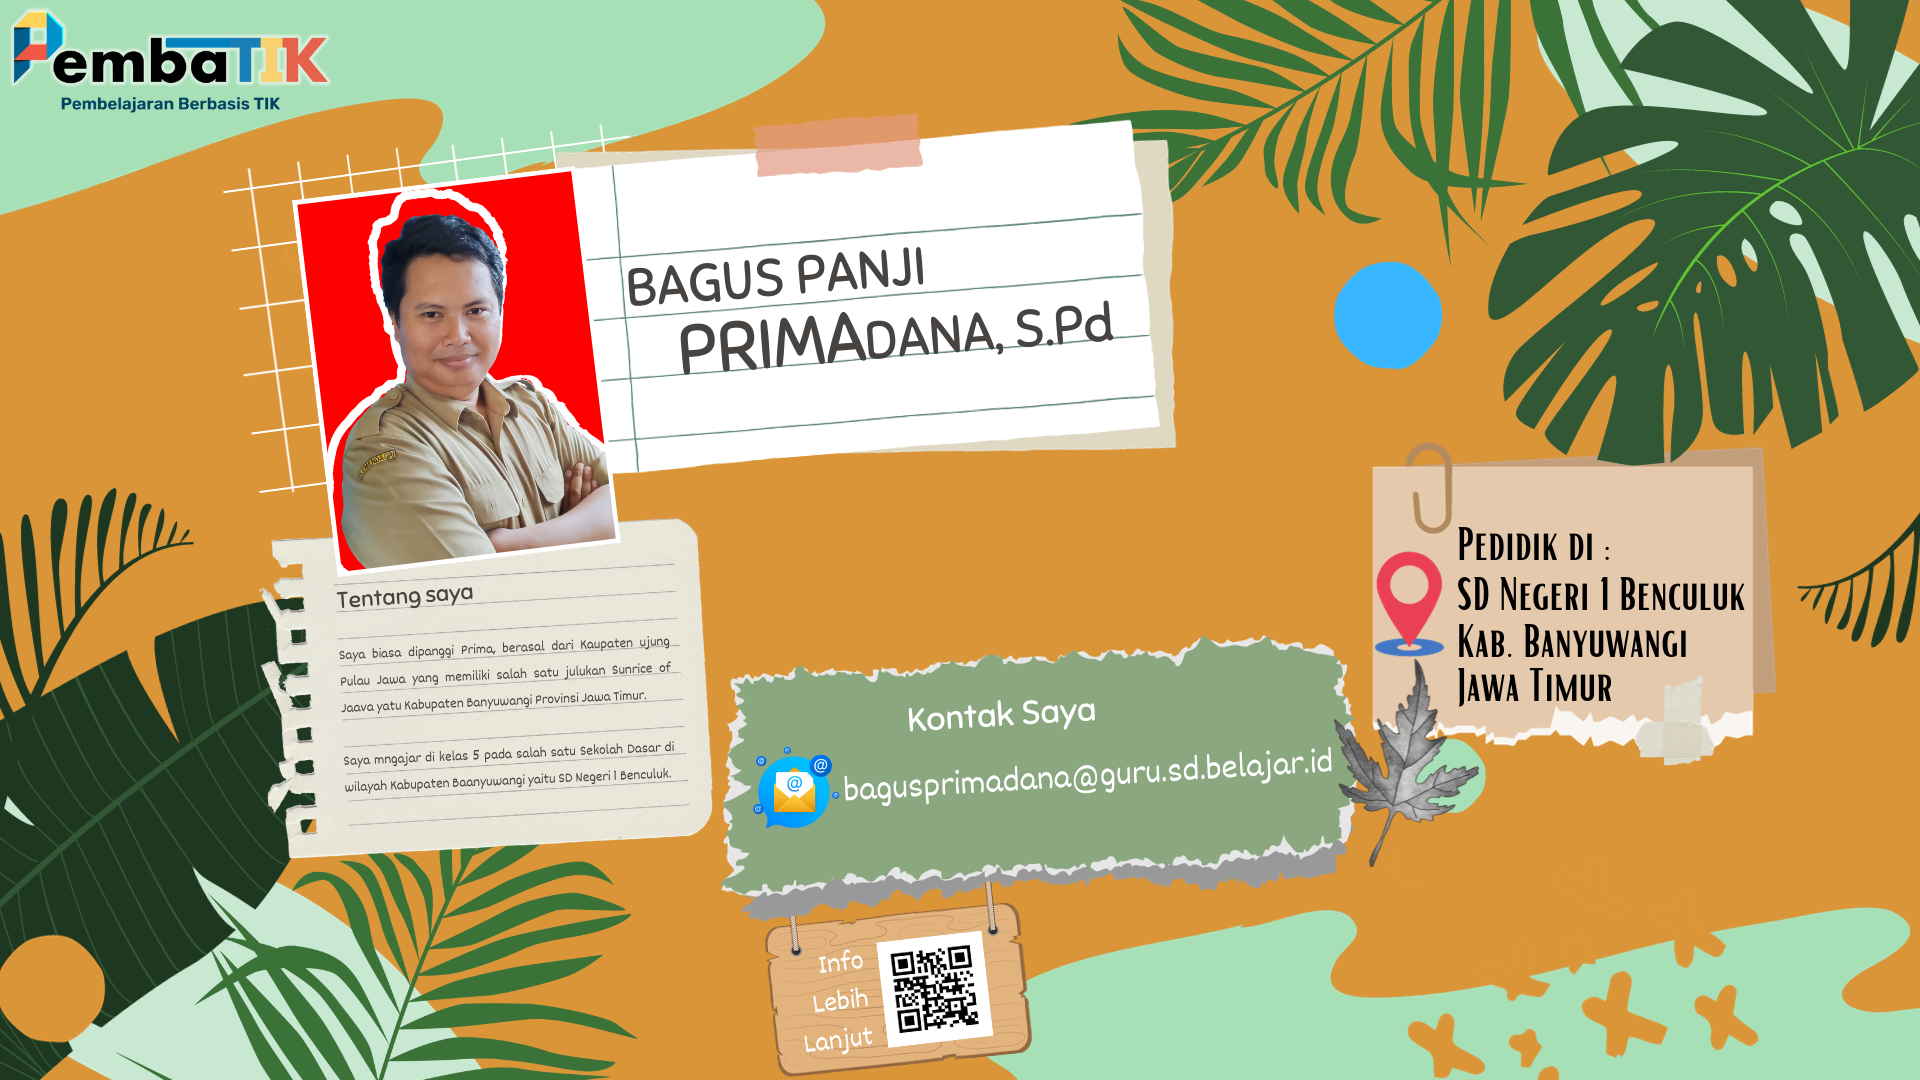 PembaTIK
Pembelajaran Berbasis TIK
BAGUS PANJI
PRIMADANA, S.Pd
Tentang saya
Saya biasa dipanggi Prima, berasal dari Kaupaten ujung
Pulau Jawa yang memiliki salah satu julukan Sunrice of
Jaava yatu Kabupaten Banyuwangi Provinsi Jawa Timur.
Saya mngajar di kelas 5 pada salah satu Sekolah Dasar di
wilayah Kabupaten Baanyuwangi yaitu SD Negeri 1 Benculuk.
Pedidik di :
SD Negeri 1 Benculuk
Kab. Banyuwangi
Jawa Timur
Kontak Saya
bagusprimadana@guru.sd.belajar.id
Info
Lebih
Lanjut